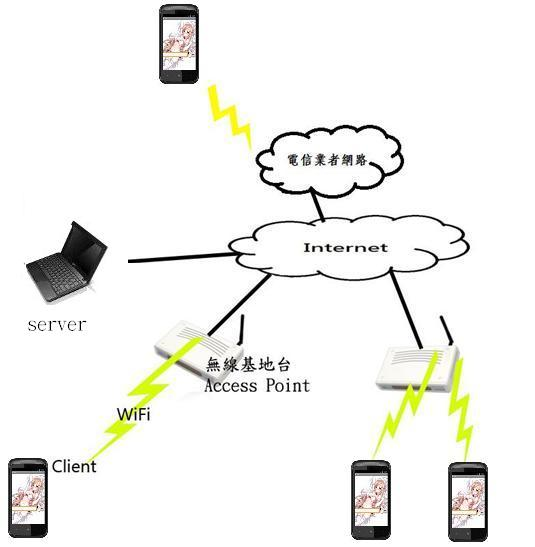 電信業者網路
Internet
server
無線基地台
Access Point
WiFi
Client